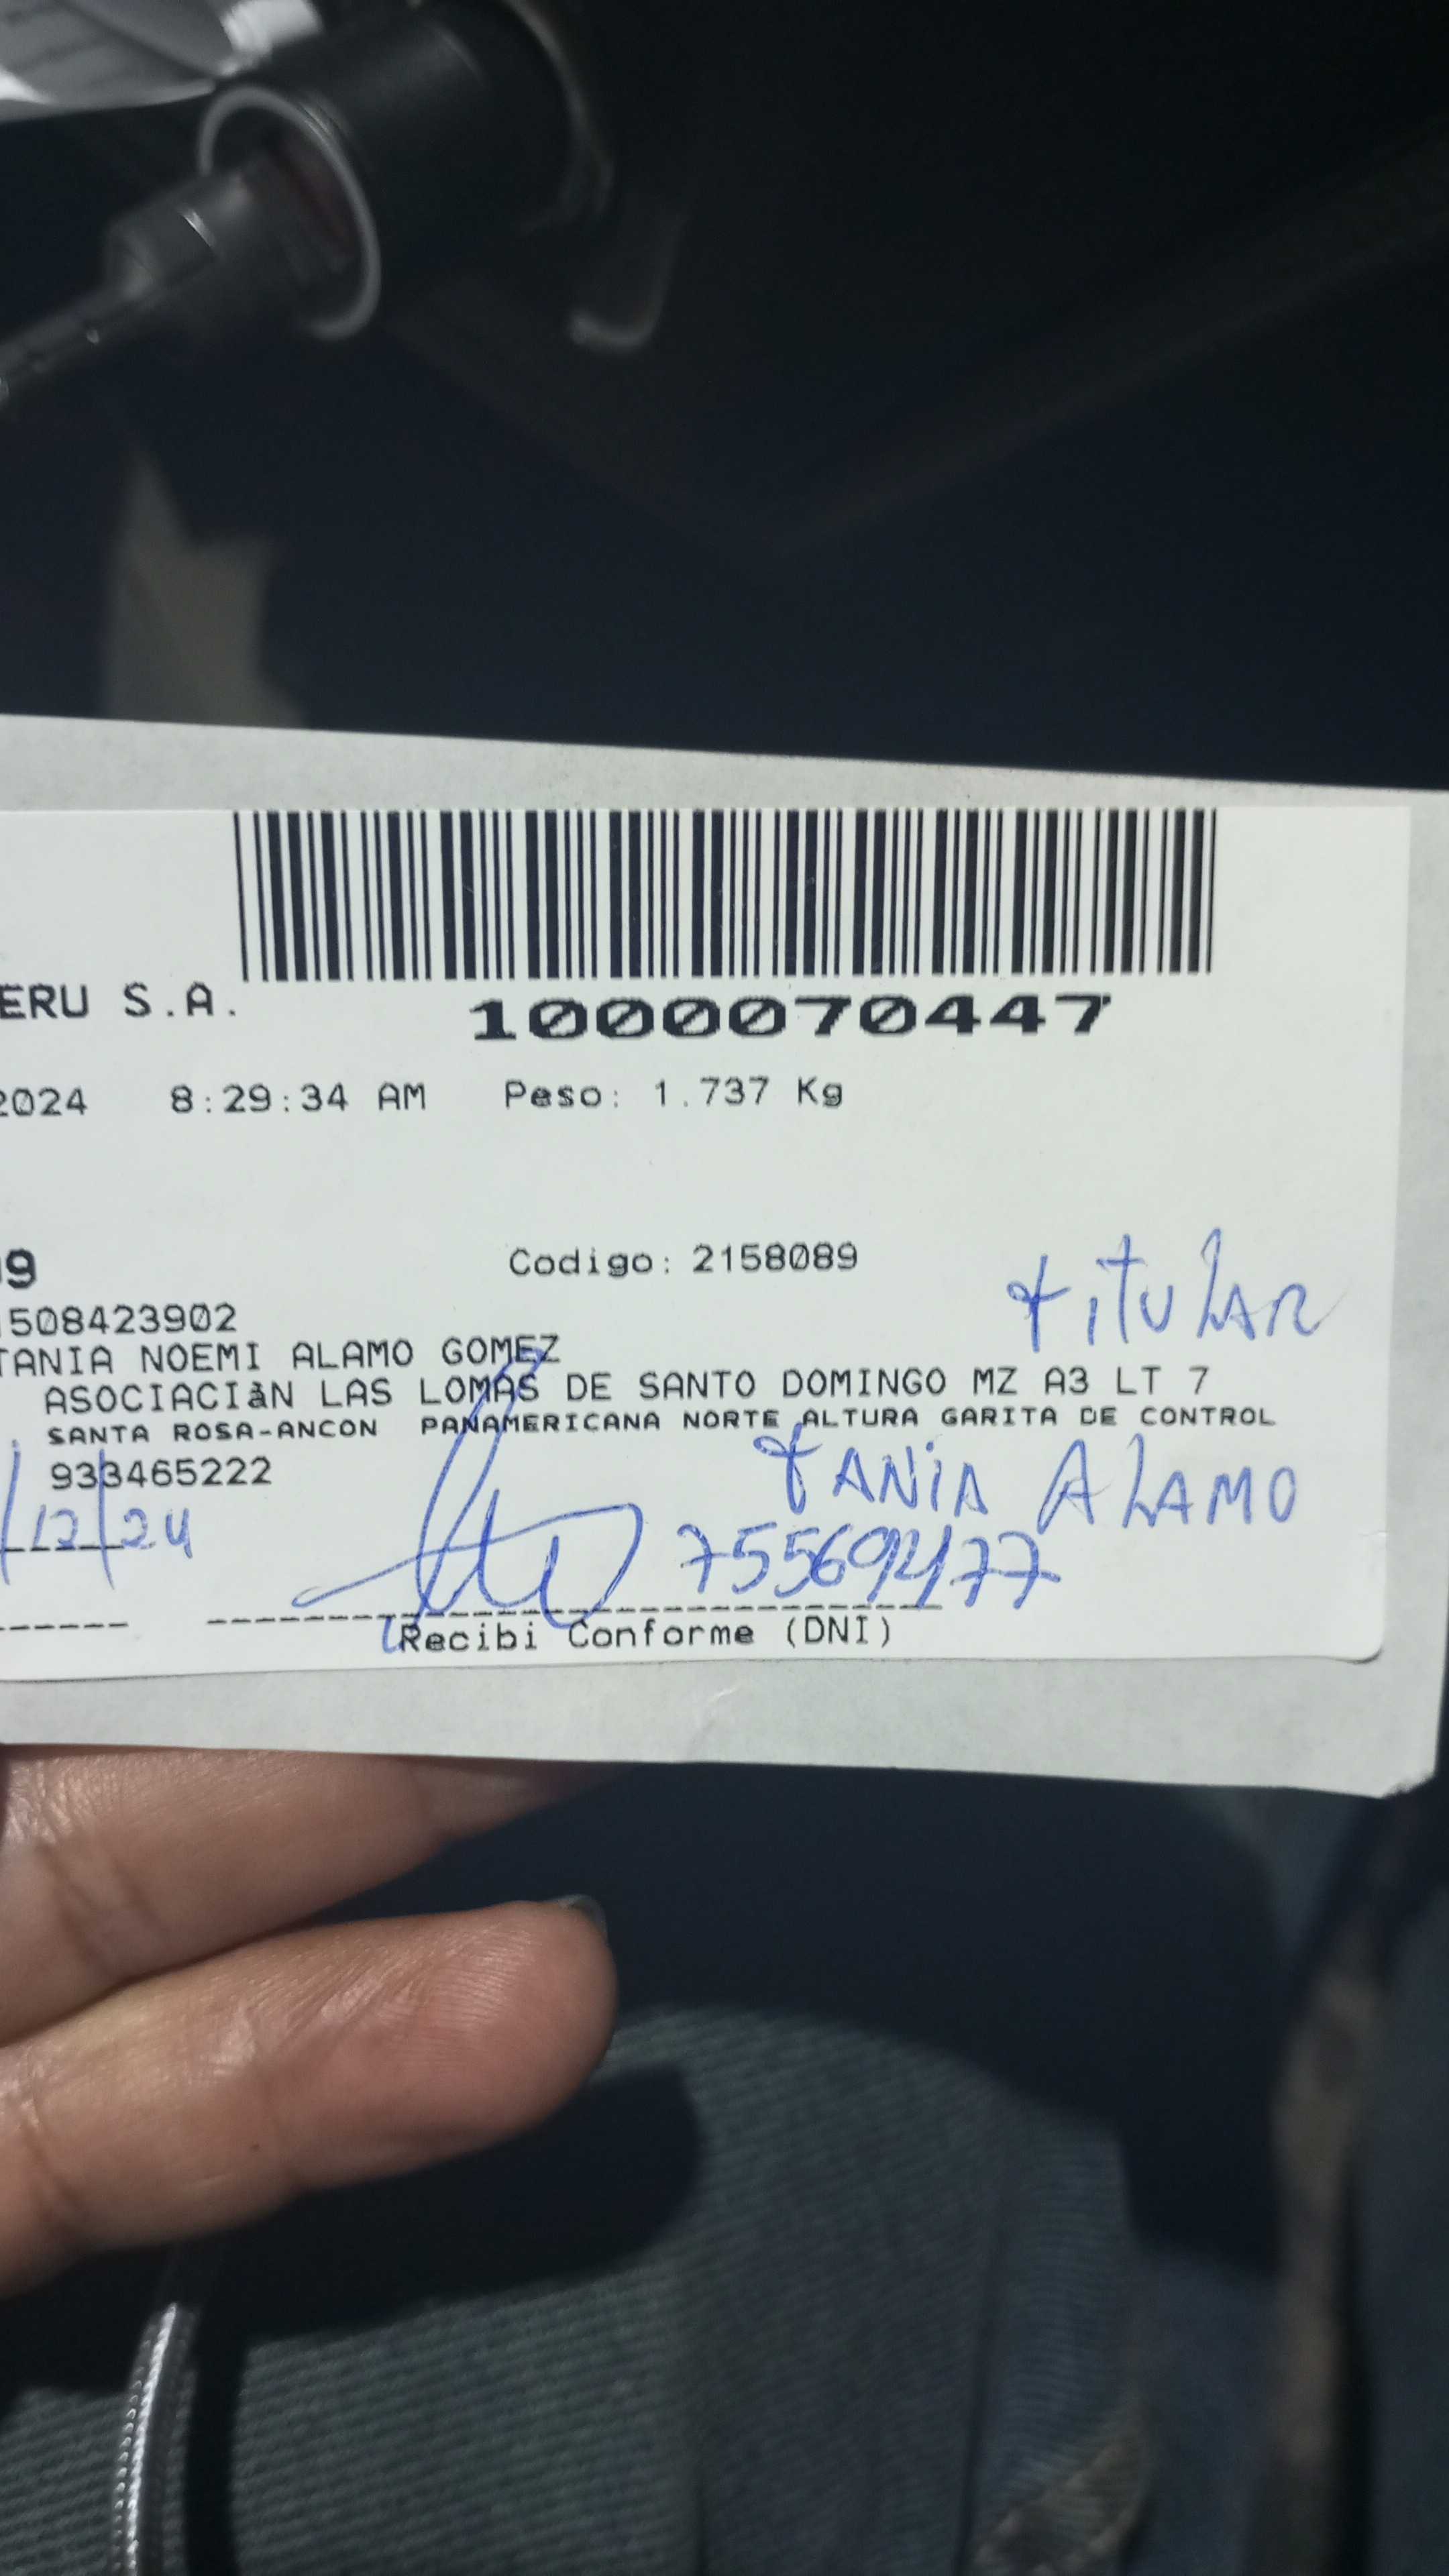 ERU S.A.
1000070447
2024 8:29:34 AM Peso: 1.737 Kg
9 Codigo: 2158089
titular
508423902
TANIA NOEMI ALAMO GOMEZ
ASOCIACIàN LAS LOMAS DE SANTO DOMINGO MZ A3 LT 7
SANTA ROSA-ANCON PANAMERICANA NORTE ALTURA GARITA DE CONTROL
933465222
tANiA ALAMO
/12/24
75569477
Recibi Conforme (DNI)